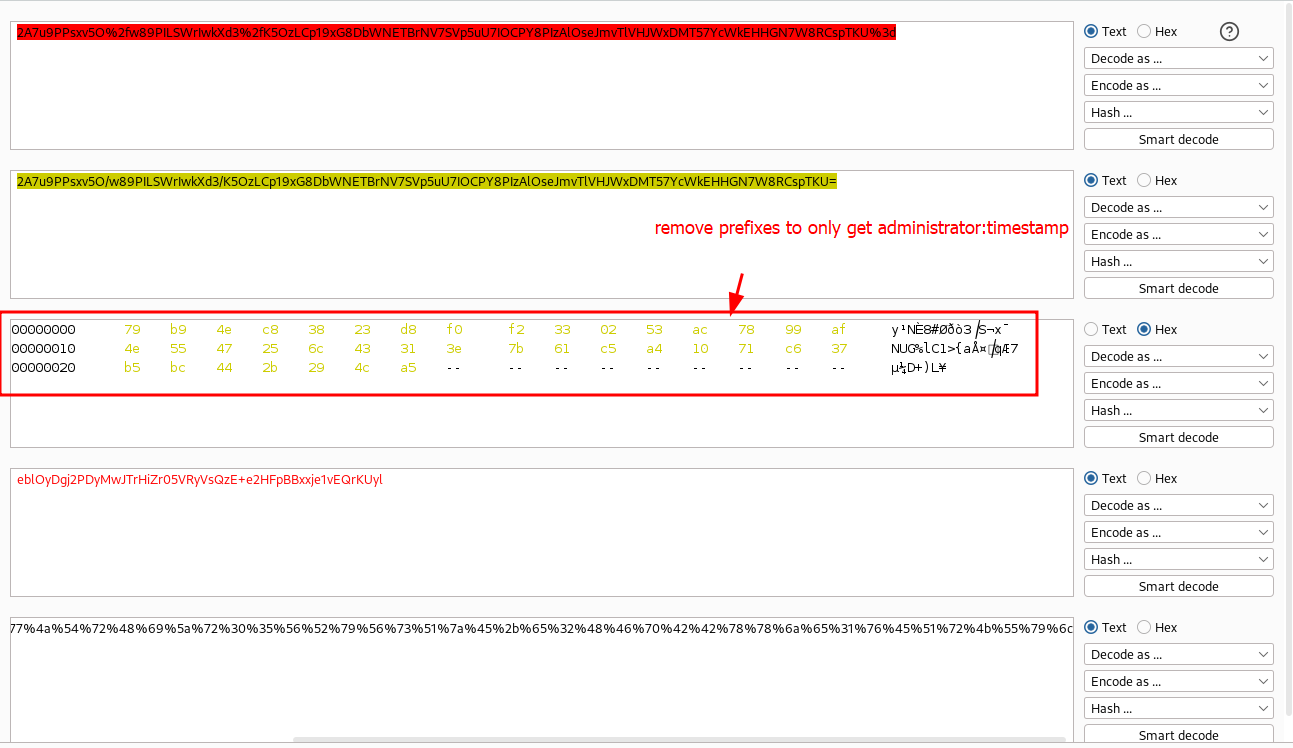 2A7u9PPsxv5O%2fw89PILSWrIwkXd3%2fK5OzLCp19xG8DbWNETBrNV7SVp5uU7IOCPY8PIzAlOseJmvTlVHJWxDMT57YcWkEHHGN7W8RCspTKU%3d
Text Hex ?
Decode as ...
Encode as ...
Hash ...
Smart decode
2A7u9PPsxv5O/w89PILSWrIwkXd3/K5OzLCp19xG8DbWNETBrNV7SVp5uU7IOCPY8PIzAlOseJmvTlVHJWxDMT57YcWkEHHGN7W8RCspTKU=
Text Hex
Decode as ...
remove prefixes to only get administrator:timestamp
Encode as ...
Hash ...
Smart decode
00000000 79 b9 4e c8 38 23 d8 f0 f2 33 02 53 ac 78 99 af y¹NÈ8#Øðò3S¬x¯
00000010 4e 55 47 25 6c 43 31 3e 7b 61 c5 a4 10 71 c6 37 NUG%lC1>{aÅ¤qÆ7
00000020 b5 bc 44 2b 29 4c a5 -- -- -- -- -- -- -- -- -- µ¼D+)L¥
Text Hex
Decode as ...
Encode as ...
Hash ...
Smart decode
eblOyDgj2PDyMwJTrHiZr05VRyVsQzE+e2HFpBBxxje1vEQrKUyl
Text Hex
Decode as ...
Encode as ...
Hash ...
Smart decode
77%4a%54%72%48%69%5a%72%30%35%56%52%79%56%73%51%7a%45%2b%65%32%48%46%70%42%42%78%78%6a%65%31%76%45%51%72%4b%55%79%6c
Text Hex
Decode as ...
Encode as ...
Hash ...
Smart decode